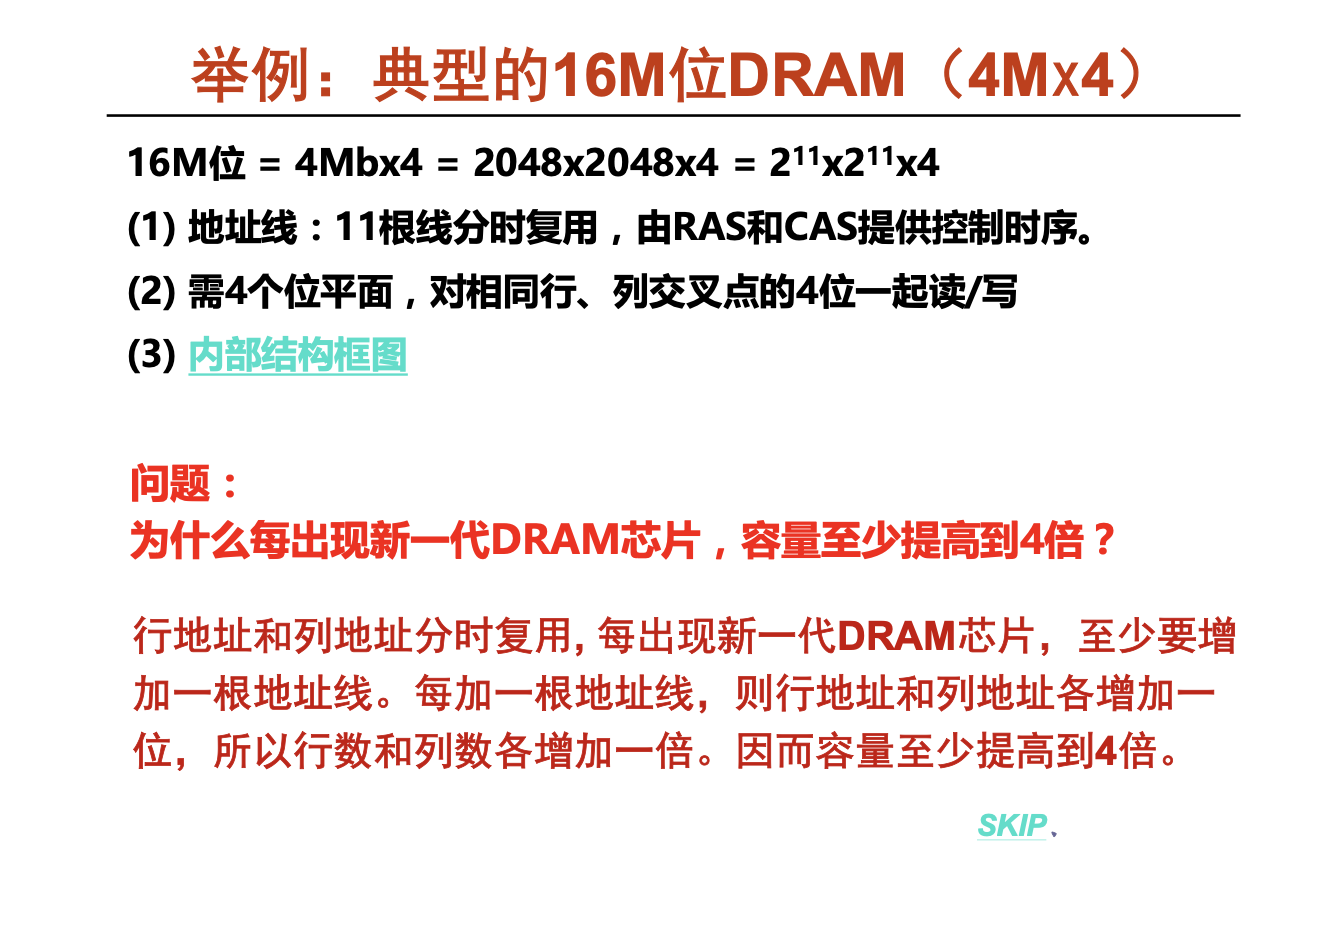 举例：典型的16M位DRAM（4Mx4）
16M位 = 4Mbx4 = 2048x2048x4 = 2¹¹x2¹¹x4
(1) 地址线：11根线分时复用，由RAS和CAS提供控制时序。
(2) 需4个位平面，对相同行、列交叉点的4位一起读/写
(3) 内部结构框图
问题：
为什么每出现新一代DRAM芯片，容量至少提高到4倍？
行地址和列地址分时复用, 每出现新一代DRAM芯片，至少要增
加一根地址线。每加一根地址线，则行地址和列地址各增加一
位，所以行数和列数各增加一倍。因而容量至少提高到4倍。
SKIP